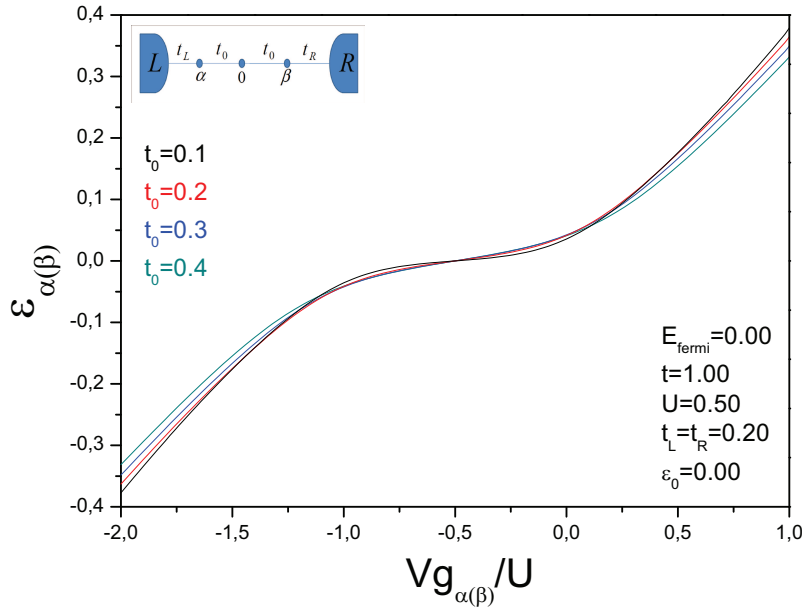 L t_L t_0 t_0 t_R R
α 0 β
t_0=0.1
t_0=0.2
t_0=0.3
t_0=0.4
E_fermi=0.00
t=1.00
U=0.50
t_L=t_R=0.20
ε_0=0.00
ε_α(β)
0,4
0,3
0,2
0,1
0,0
-0,1
-0,2
-0,3
-0,4
-2,0 -1,5 -1,0 -0,5 0,0 0,5 1,0
Vg_α(β)/U